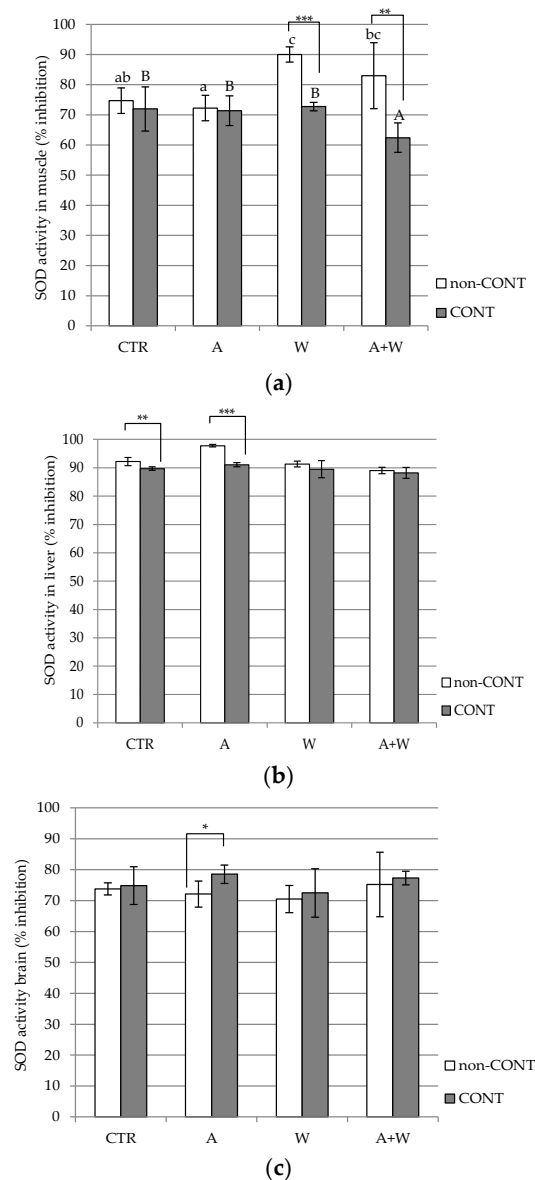 ***
**
100
90
80
70
60
50
40
30
20
10
0
SOD activity in muscle (% inhibition)
ab B a B c B bc A
non-CONT
CONT
CTR A W A+W
(a)
**
***
100
90
80
70
60
50
40
30
20
10
0
SOD activity in liver (% inhibition)
non-CONT
CONT
CTR A W A+W
(b)
*
100
90
80
70
60
50
40
30
20
10
0
SOD activity brain (% inhibition)
non-CONT
CONT
CTR A W A+W
(c)